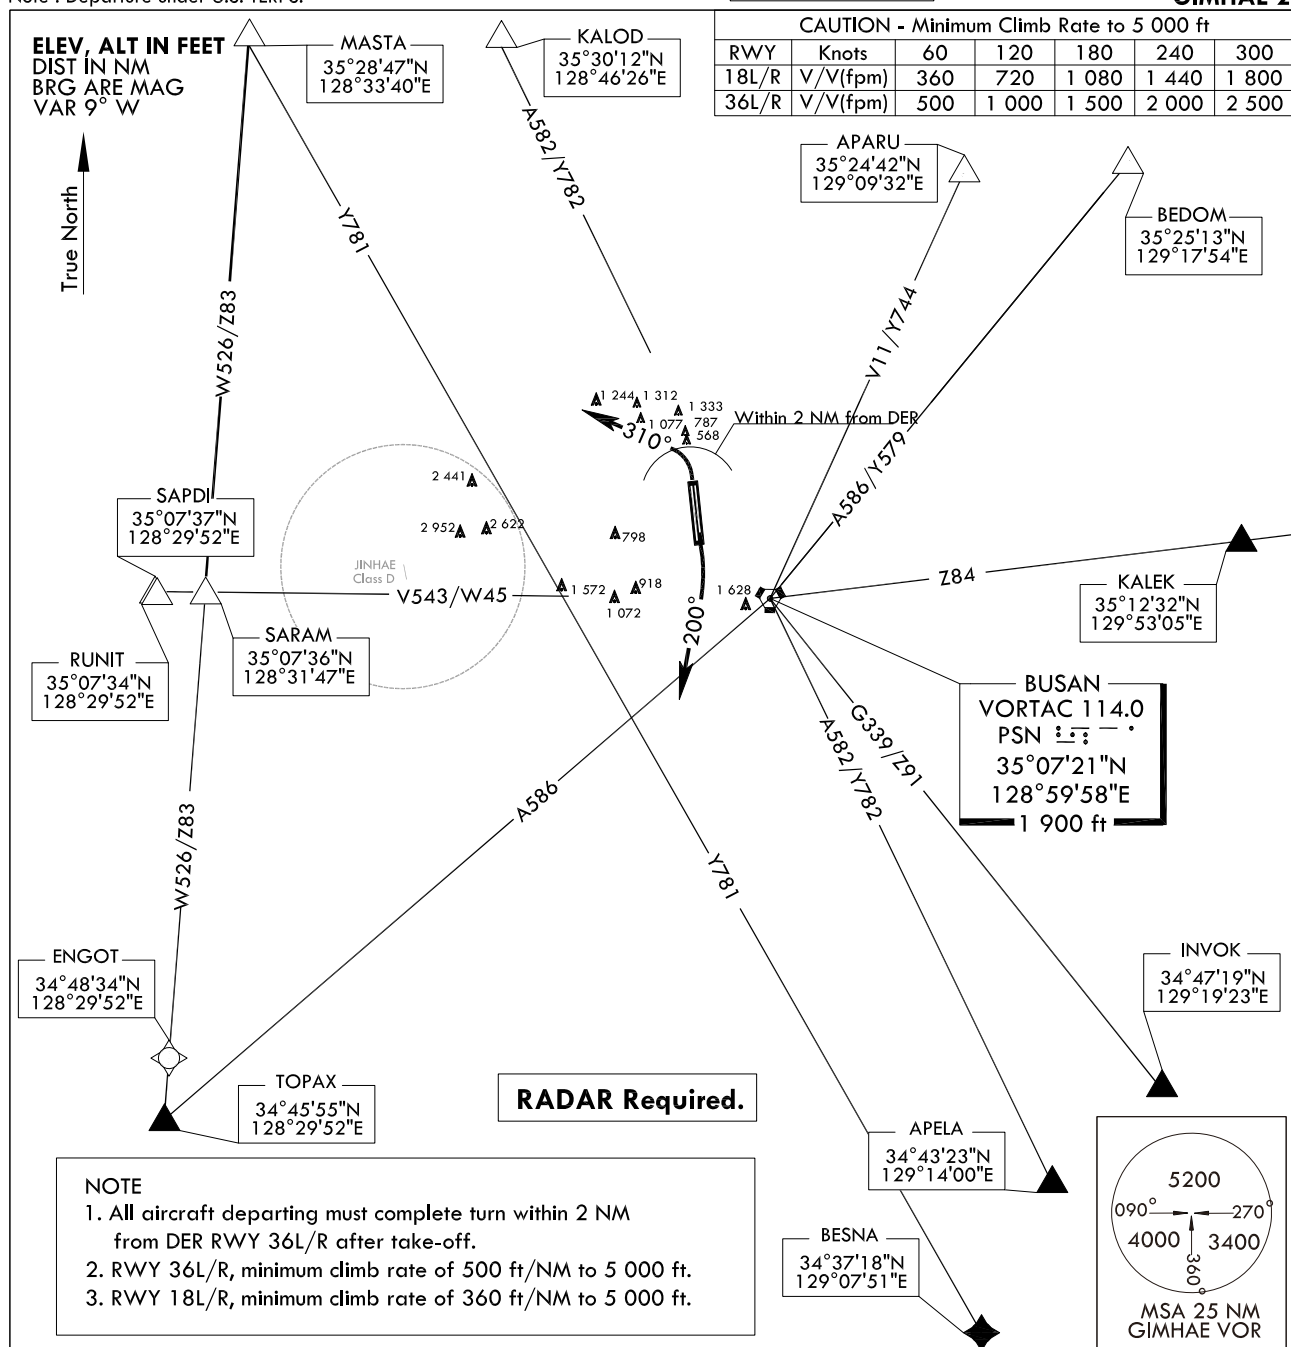 ELEV, ALT IN FEET
DIST IN NM
BRG ARE MAG
VAR 9° W
True North
MASTA
35°28'47"N
128°33'40"E
KALOD
35°30'12"N
128°46'26"E
CAUTION - Minimum Climb Rate to 5 000 ft
RWY Knots 60 120 180 240 300
18L/R V/V(fpm) 360 720 1 080 1 440 1 800
36L/R V/V(fpm) 500 1 000 1 500 2 000 2 500
APARU
35°24'42"N
129°09'32"E
BEDOM
35°25'13"N
129°17'54"E
A582/Y782
Y781
W526/Z83
V11/Y744
A586/Y579
1 244
1 312
1 333
1 077
787
568
310°
Within 2 NM from DER
2 441
2 952
2 622
798
SAPDI
35°07'37"N
128°29'52"E
JINHAE
Class D
V543/W45
1 572
918
1 072
1 628
200°
Z84
KALEK
35°12'32"N
129°53'05"E
RUNIT
35°07'34"N
128°29'52"E
SARAM
35°07'36"N
128°31'47"E
BUSAN
VORTAC 114.0
PSN
35°07'21"N
128°59'58"E
1 900 ft
G339/Z91
A582/Y782
A586
Y781
W526/Z83
ENGOT
34°48'34"N
128°29'52"E
INVOK
34°47'19"N
129°19'23"E
TOPAX
34°45'55"N
128°29'52"E
RADAR Required.
APELA
34°43'23"N
129°14'00"E
BESNA
34°37'18"N
129°07'51"E
NOTE
1. All aircraft departing must complete turn within 2 NM
from DER RWY 36L/R after take-off.
2. RWY 36L/R, minimum climb rate of 500 ft/NM to 5 000 ft.
3. RWY 18L/R, minimum climb rate of 360 ft/NM to 5 000 ft.
5200
090°
270°
4000
3400
360°
MSA 25 NM
GIMHAE VOR